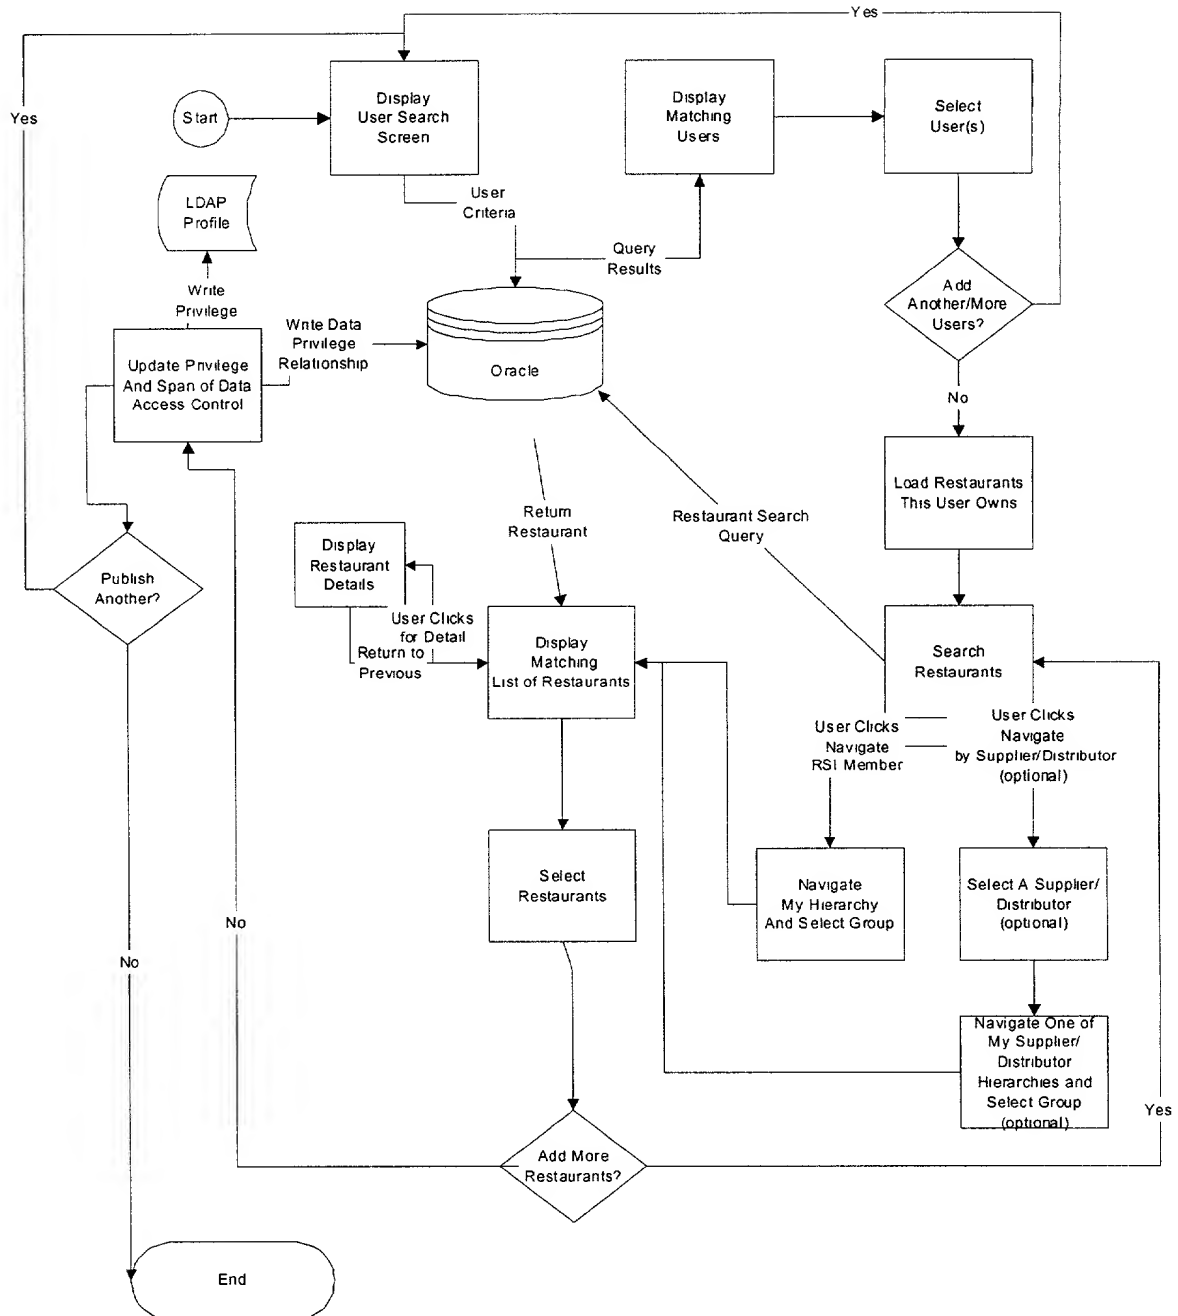 Yes
Yes
Start
Display
User Search
Screen
Display
Matching
Users
Select
User(s)
LDAP
Profile
User
Criteria
Query
Results
Write
Privilege
Add
Another/More
Users?
Write Data
Privilege
Relationship
Update Privilege
And Span of Data
Access Control
Oracle
No
Load Restaurants
This User Owns
Return
Restaurant
Restaurant Search
Query
Display
Restaurant
Details
Publish
Another?
User Clicks
for Detail
Return to
Previous
Display
Matching
List of Restaurants
Search
Restaurants
User Clicks
Navigate
RSI Member
User Clicks
Navigate
by Supplier/Distributor
(optional)
Select
Restaurants
Navigate
My Hierarchy
And Select Group
Select A Supplier/
Distributor
(optional)
No
No
Navigate One of
My Supplier/
Distributor
Hierarchies and
Select Group
(optional)
Yes
Add More
Restaurants?
End